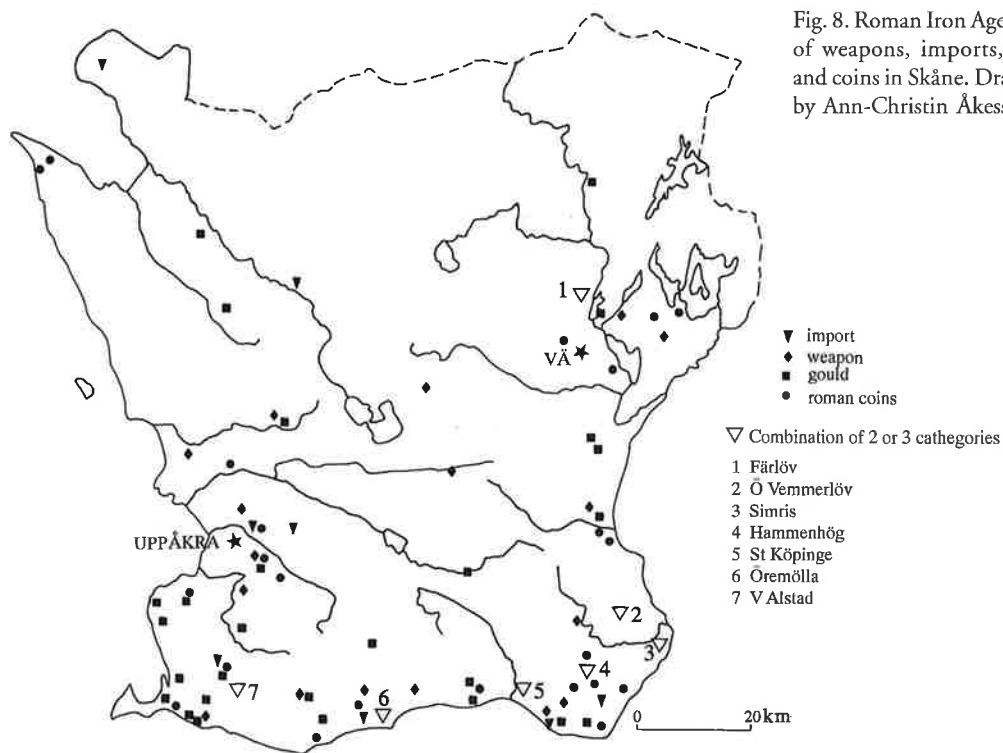 Fig. 8. Roman Iron Age
of weapons, imports,
and coins in Skåne. Dra
by Ann-Christin Åkess
1
VÄ
import
weapon
gould
roman coins
Combination of 2 or 3 cathegories
1 Färlöv
2 Ö Vemmerlöv
3 Simris
4 Hammenhög
5 St Köpinge
6 Öremölla
7 V Alstad
UPPÅKRA
2
3
4
5
6
7
0 20 km